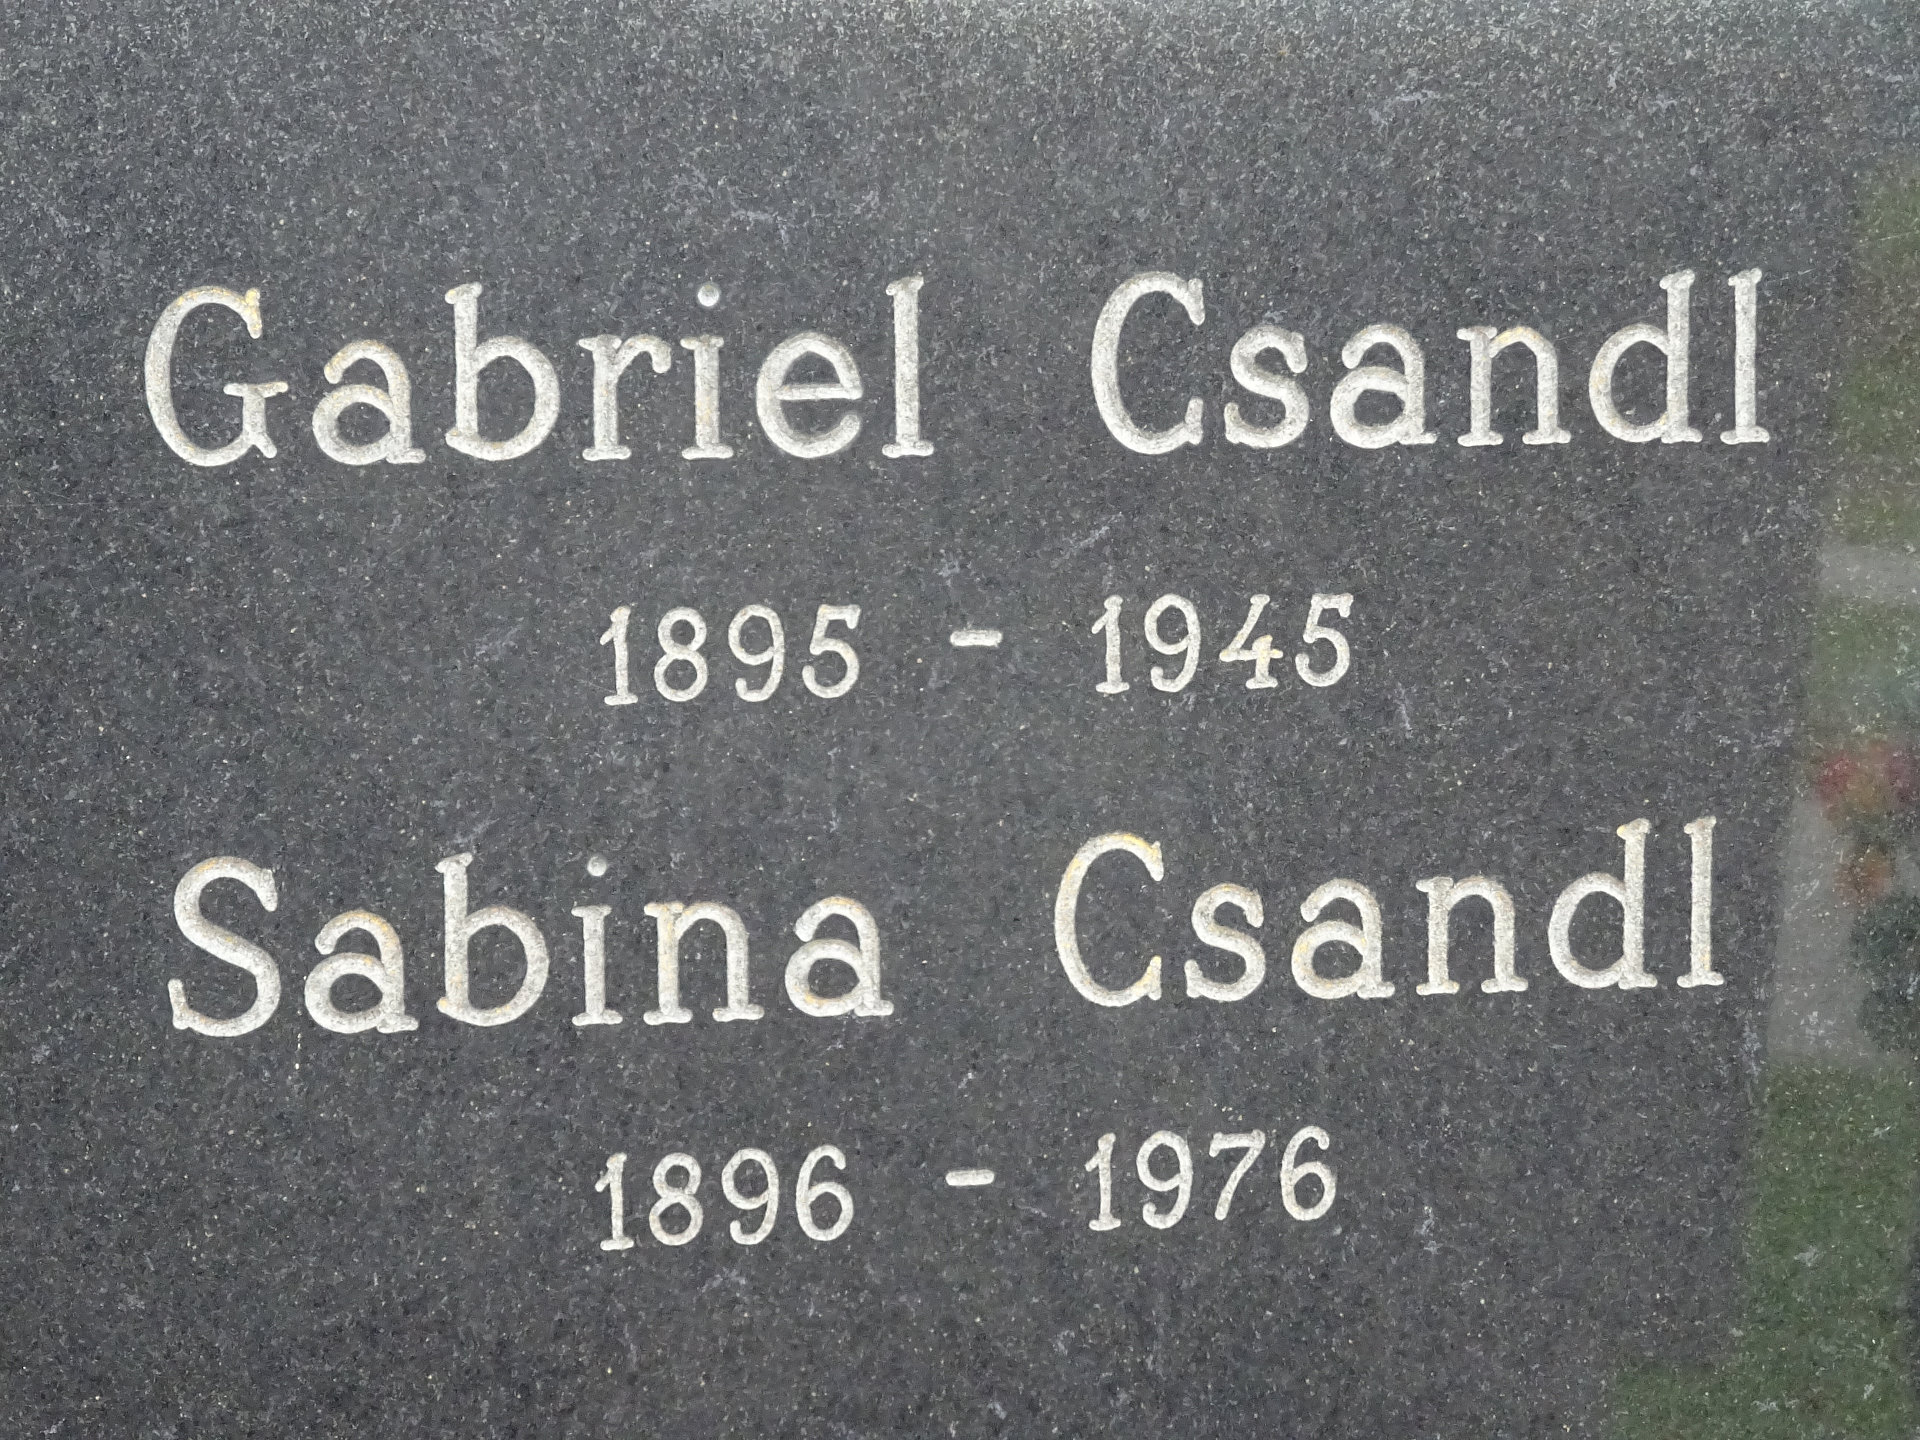 Gabriel Csandl
1895 - 1945
Sabina Csandl
1896 - 1976